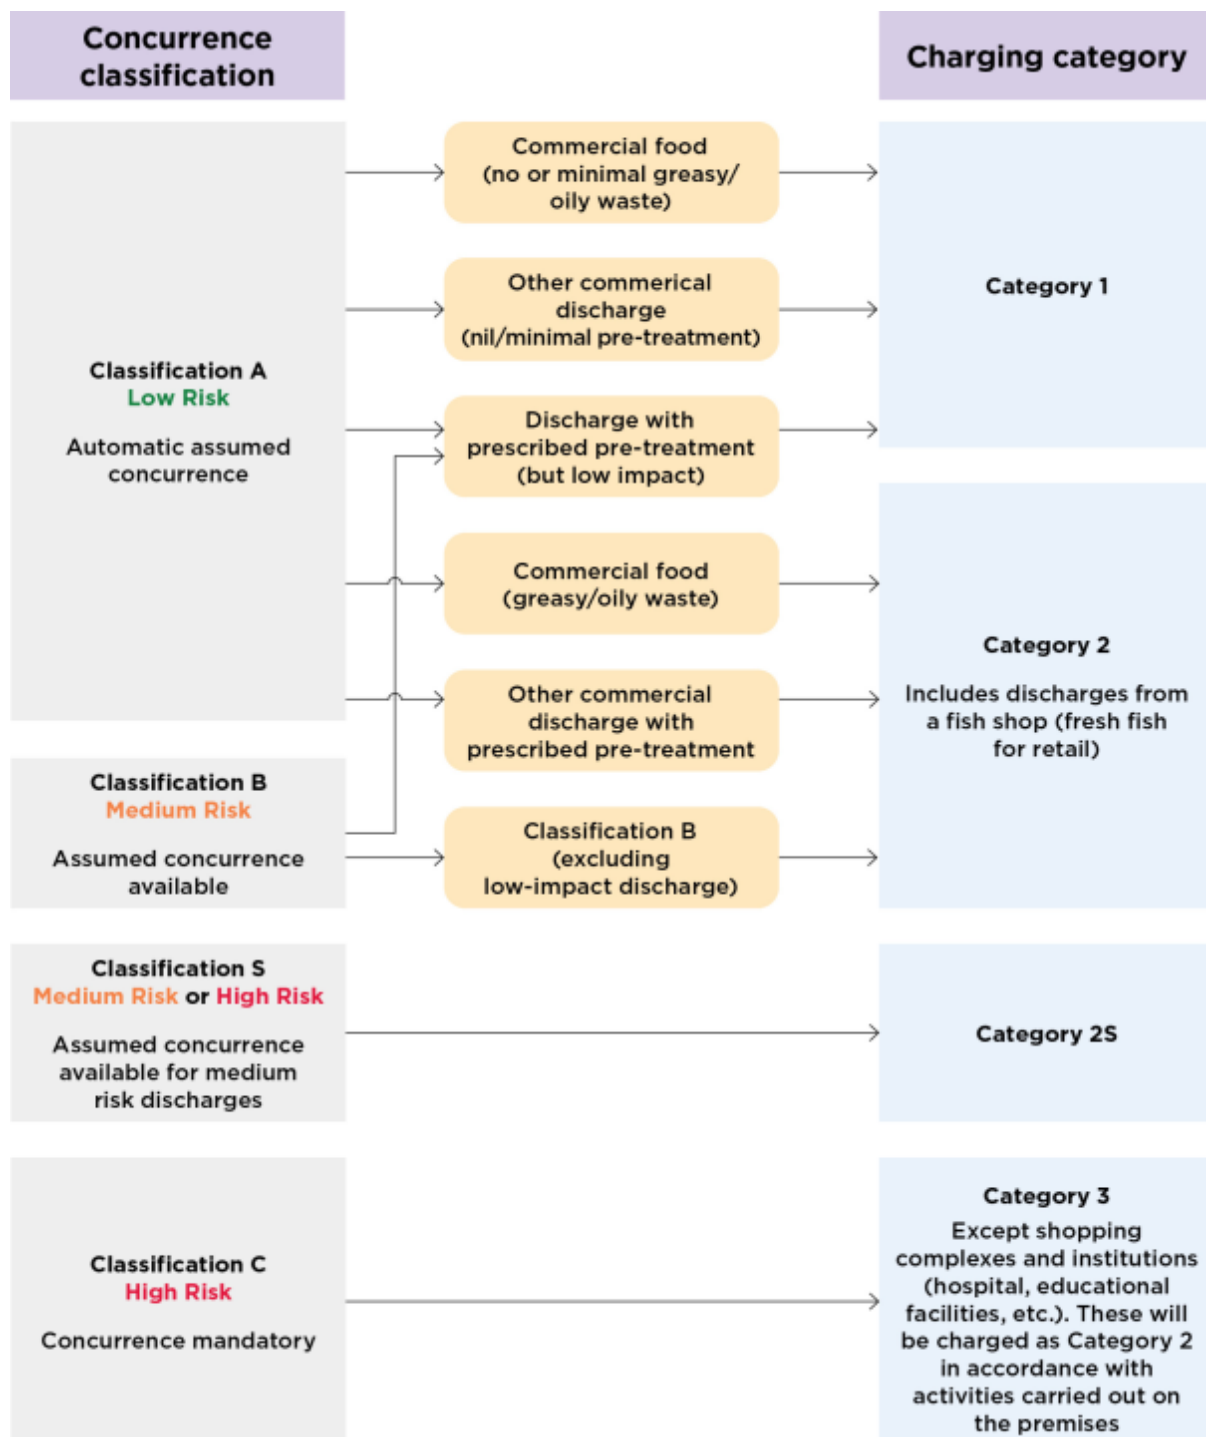 Concurrence
classification
Charging category
Classification A
Low Risk
Automatic assumed
concurrence
Classification B
Medium Risk
Assumed concurrence
available
Classification S
Medium Risk or High Risk
Assumed concurrence
available for medium
risk discharges
Classification C
High Risk
Concurrence mandatory
Commercial food
(no or minimal greasy/
oily waste)
Other commerical
discharge
(nil/minimal pre-treatment)
Discharge with
prescribed pre-treatment
(but low impact)
Commercial food
(greasy/oily waste)
Other commercial
discharge with
prescribed pre-treatment
Classification B
(excluding
low-impact discharge)
Category 1
Category 2
Includes discharges from
a fish shop (fresh fish
for retail)
Category 2S
Category 3
Except shopping
complexes and institutions
(hospital, educational
facilities, etc.). These will
be charged as Category 2
in accordance with
activities carried out on
the premises